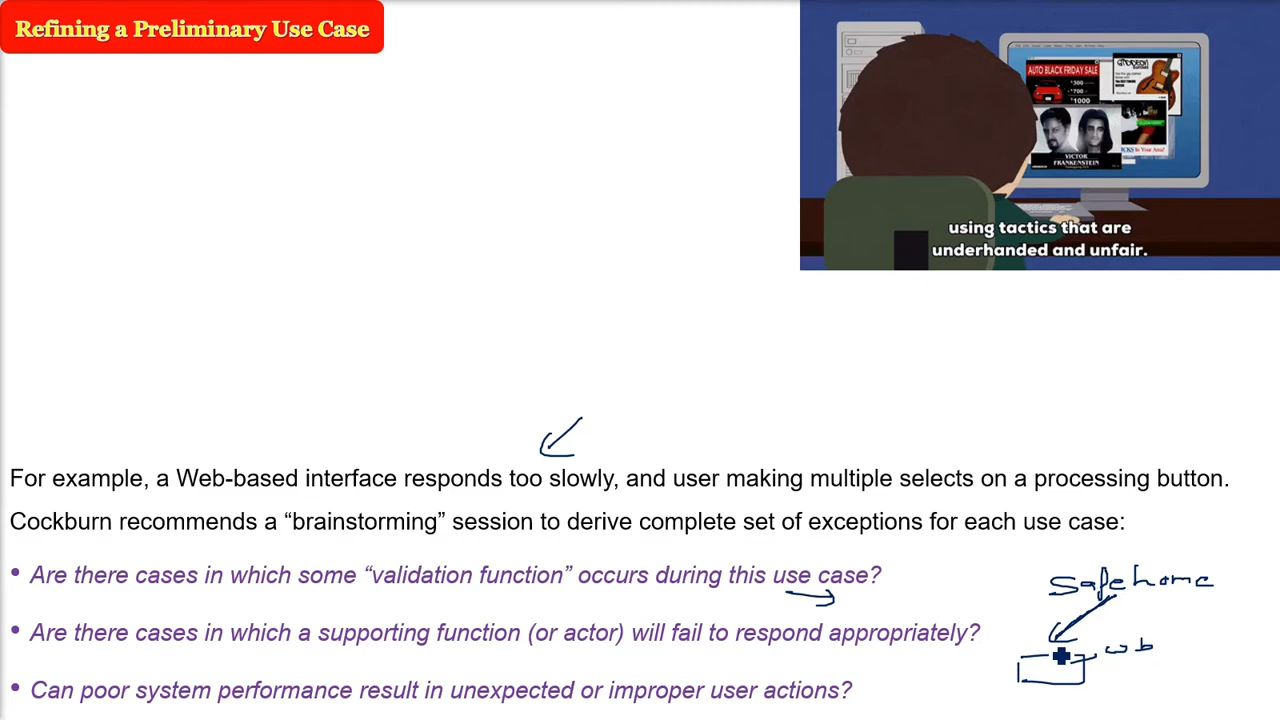 Refining a Preliminary Use Case
AUTO BLACK FRIDAY SALE
$300
$700
$1000
VICTOR
FRANKENSTEIN
using tactics that are
underhanded and unfair.
For example, a Web-based interface responds too slowly, and user making multiple selects on a processing button.
Cockburn recommends a “brainstorming” session to derive complete set of exceptions for each use case:
• Are there cases in which some “validation function” occurs during this use case?
Safehome
• Are there cases in which a supporting function (or actor) will fail to respond appropriately?
wb
• Can poor system performance result in unexpected or improper user actions?